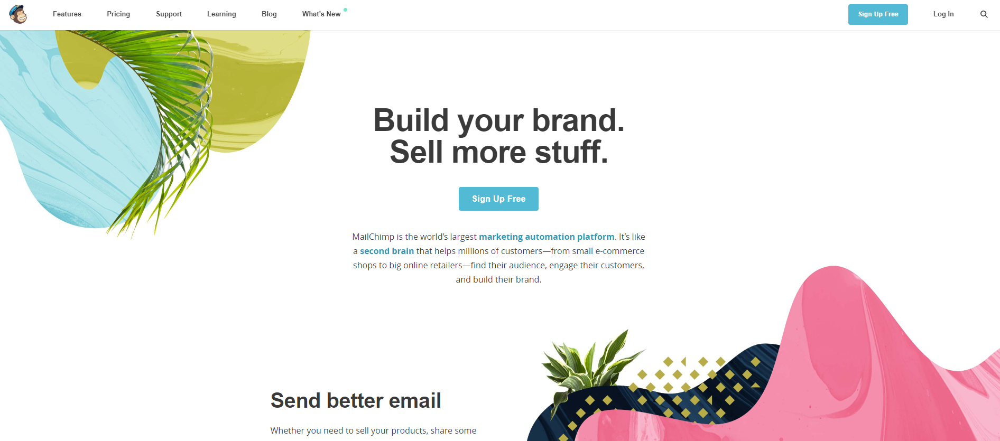 Features Pricing Support Learning Blog What's New Sign Up Free Log In
Build your brand.
Sell more stuff.
Sign Up Free
MailChimp is the world’s largest marketing automation platform. It’s like
a second brain that helps millions of customers—from small e-commerce
shops to big online retailers—find their audience, engage their customers,
and build their brand.
Send better email
Whether you need to sell your products, share some